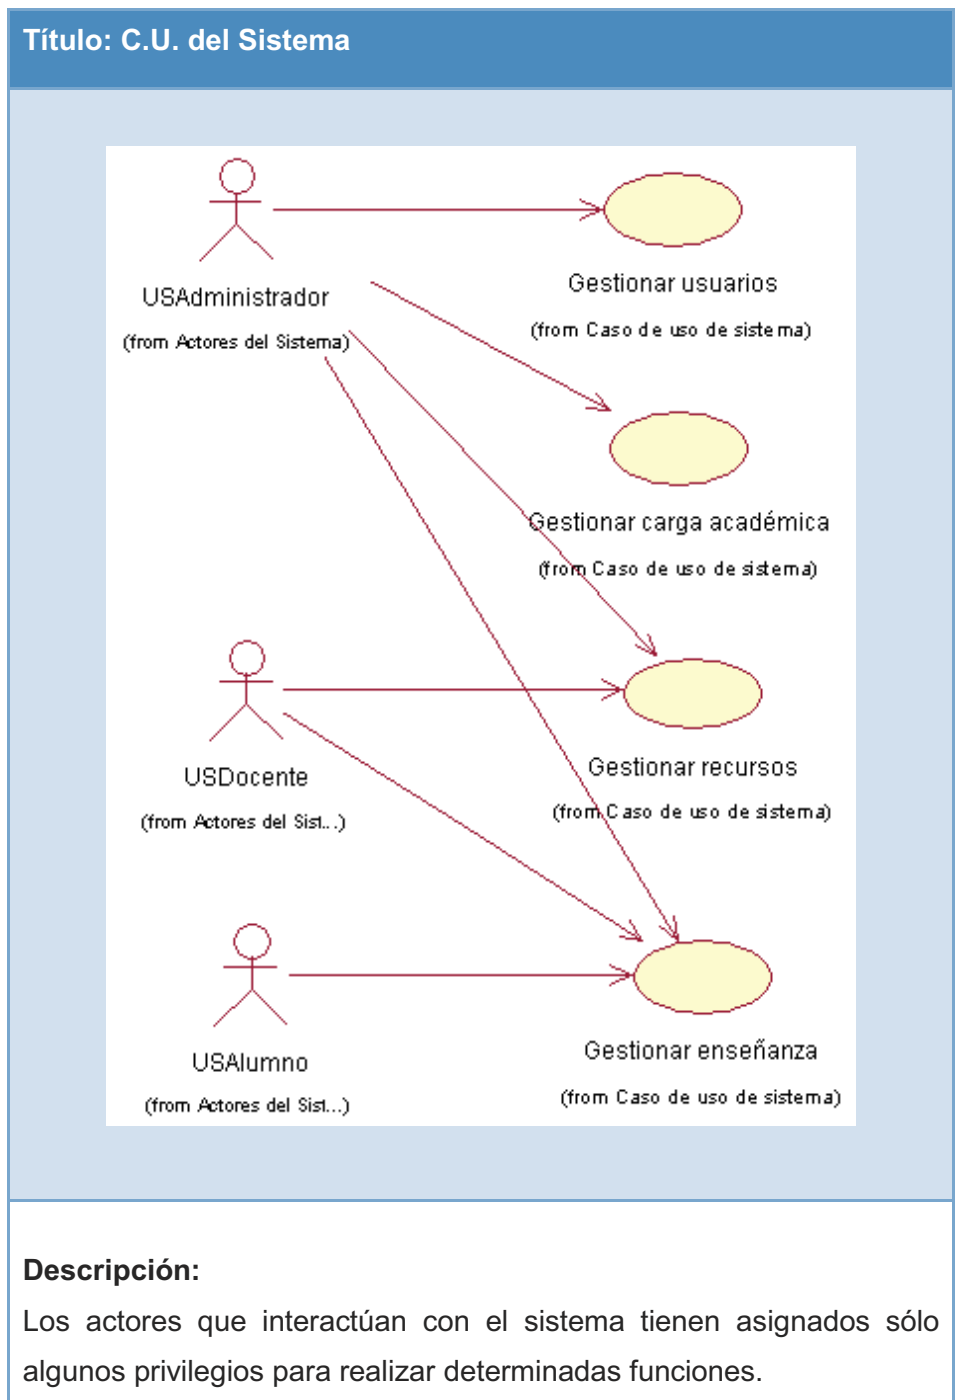 Título: C.U. del Sistema
USAdministrador
(from Actores del Sistema)
Gestionar usuarios
(from Caso de uso de sistema)
Gestionar carga académica
(from Caso de uso de sistema)
USDocente
(from Actores del Sist...)
Gestionar recursos
(from Caso de uso de sistema)
USAlumno
(from Actores del Sist...)
Gestionar enseñanza
(from Caso de uso de sistema)
Descripción:
Los actores que interactúan con el sistema tienen asignados sólo
algunos privilegios para realizar determinadas funciones.